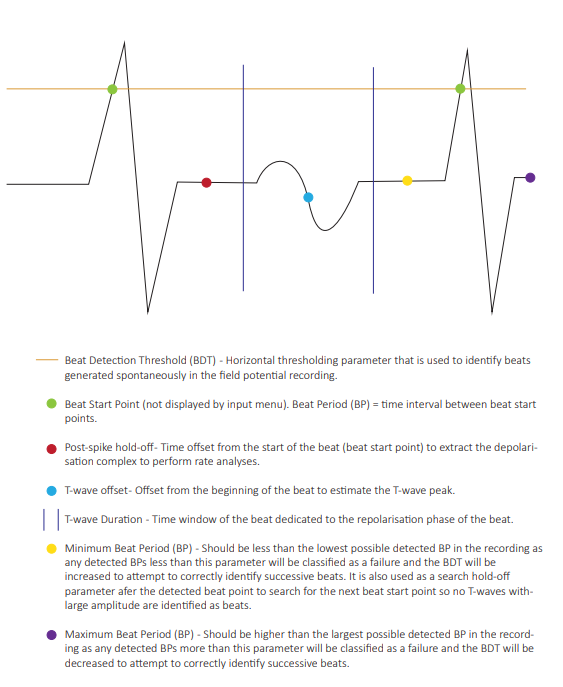 Beat Detection Threshold (BDT) - Horizontal thresholding parameter that is used to identify beats
generated spontaneously in the field potential recording.
Beat Start Point (not displayed by input menu). Beat Period (BP) = time interval between beat start
points.
Post-spike hold-off- Time offset from the start of the beat (beat start point) to extract the depolari-
sation complex to perform rate analyses.
T-wave offset- Offset from the beginning of the beat to estimate the T-wave peak.
T-wave Duration - Time window of the beat dedicated to the repolarisation phase of the beat.
Minimum Beat Period (BP) - Should be less than the lowest possible detected BP in the recording as
any detected BPs less than this parameter will be classified as a failure and the BDT will be
increased to attempt to correctly identify successive beats. It is also used as a search hold-off
parameter afer the detected beat point to search for the next beat start point so no T-waves with-
large amplitude are identified as beats.
Maximum Beat Period (BP) - Should be higher than the largest possible detected BP in the record-
ing as any detected BPs more than this parameter will be classified as a failure and the BDT will be
decreased to attempt to correctly identify successive beats.